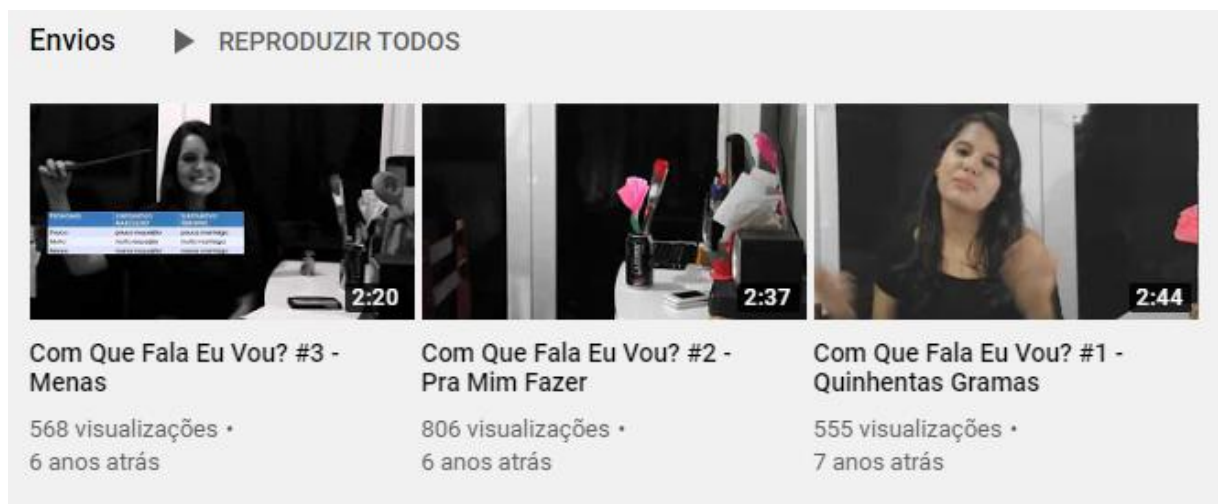 Envios
REPRODUZIR TODOS
2:20
2:37
2:44
Com Que Fala Eu Vou? #3 -
Menas
568 visualizações •
6 anos atrás
Com Que Fala Eu Vou? #2 -
Pra Mim Fazer
806 visualizações •
6 anos atrás
Com Que Fala Eu Vou? #1 -
Quinhentas Gramas
555 visualizações •
7 anos atrás